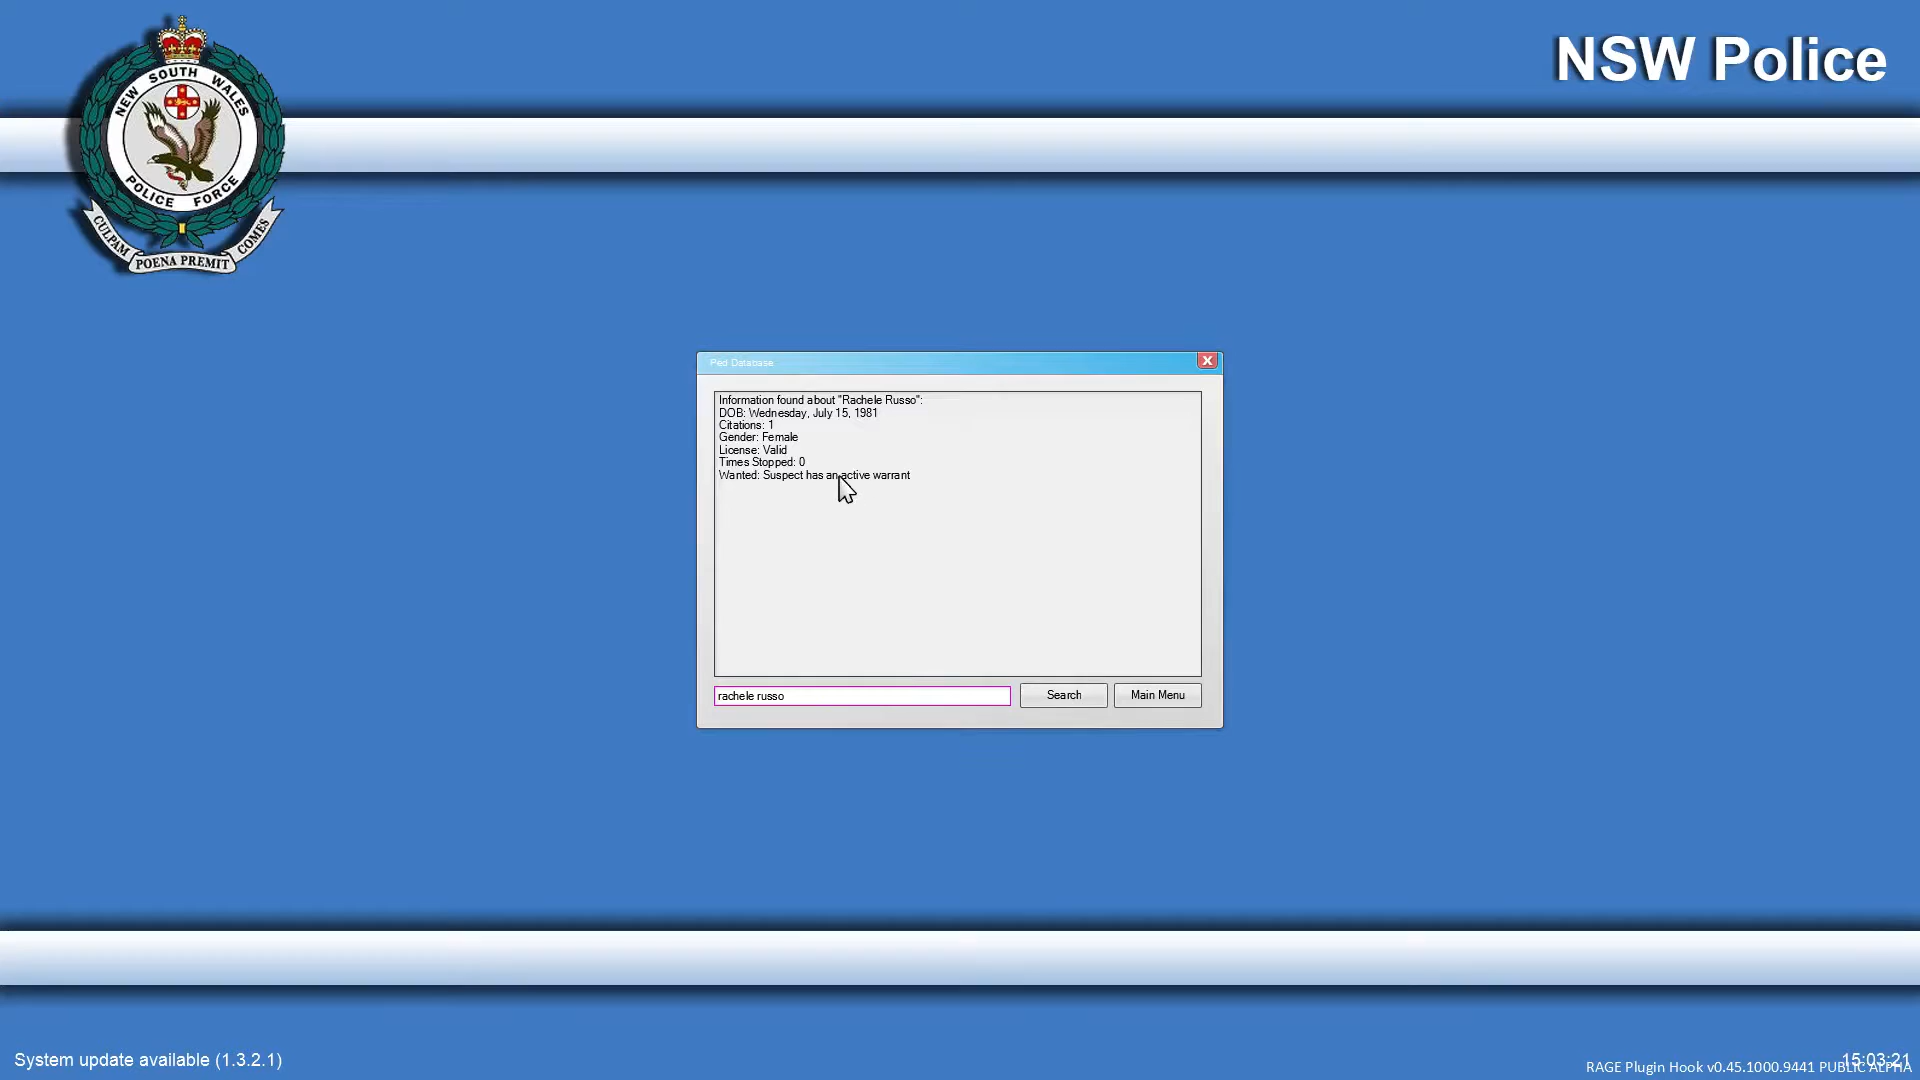 NSW Police
NEW SOUTH WALES
POLICE FORCE
CULPAM POENA PREMIT COMES
Ped Database
X
Information found about "Rachele Russo":
DOB: Wednesday, July 15, 1981
Citations: 1
Gender: Female
License: Valid
Times Stopped: 0
Wanted: Suspect has an active warrant
rachele russo
Search
Main Menu
System update available (1.3.2.1)
15:03:21
RAGE Plugin Hook v0.45.1000.9441 PUBLIC ALPHA